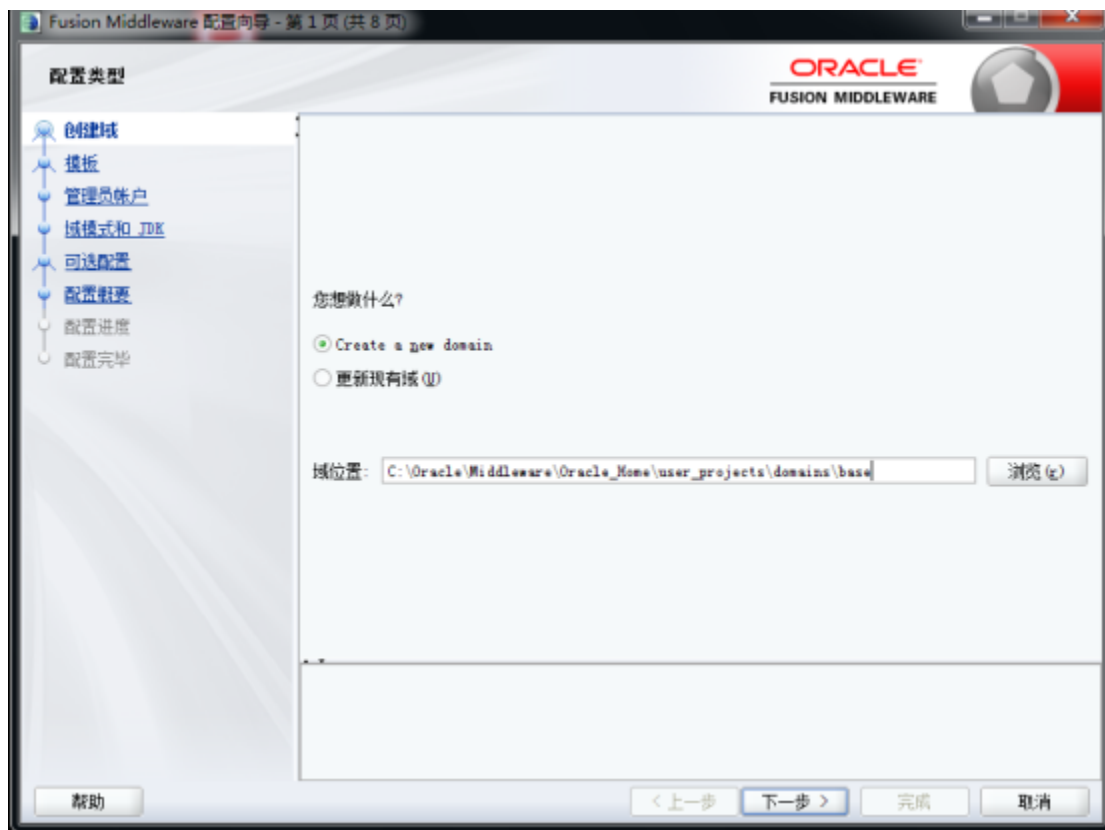 Fusion Middleware 配置向导 - 第 1 页 (共 8 页)
配置类型
ORACLE
FUSION MIDDLEWARE
创建域
模板
管理员帐户
域模式和 JDK
可选配置
配置概要
配置进度
配置完毕
您想做什么?
Create a new domain
更新现有域(U)
域位置: C:\Oracle\Middleware\Oracle_Home\user_projects\domains\base 浏览(R)
帮助 < 上一步 下一步 > 完成 取消